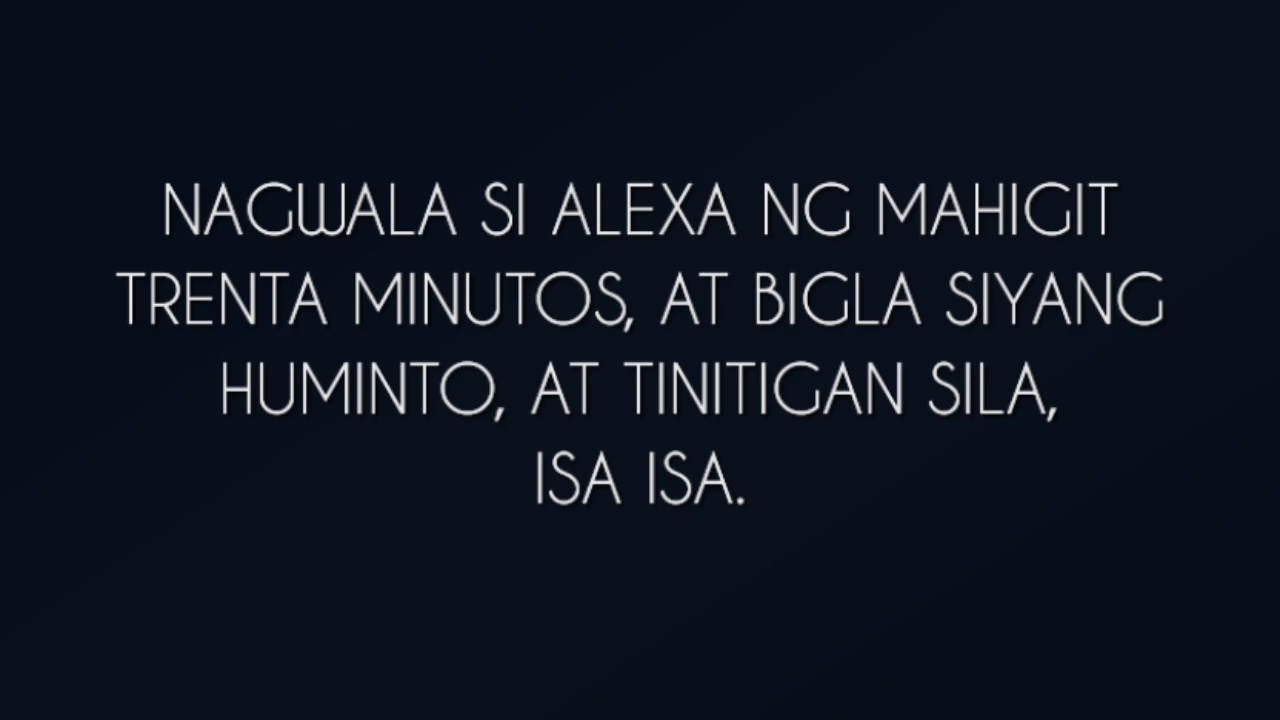 NAGWALA SI ALEXA NG MAHIGIT
TRENTA MINUTOS, AT BIGLA SIYANG
HUMINTO, AT TINITIGAN SILA,
ISA ISA.